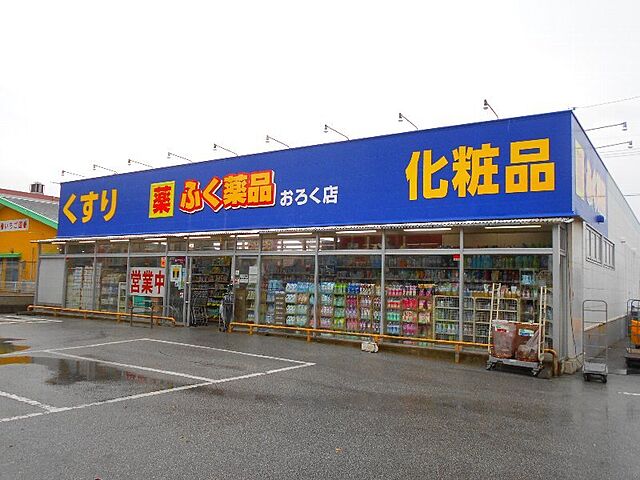 くすり
薬
ふく薬品
おろく店
化粧品
営業中